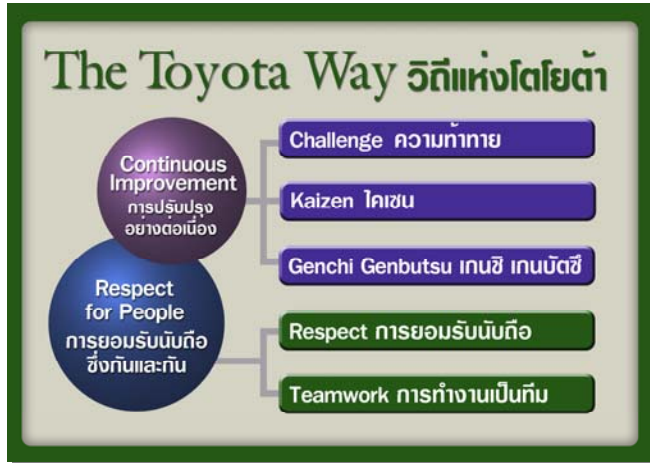 The Toyota Way วิถีแห่งโตโยต้า
Continuous
Improvement
การปรับปรุง
อย่างต่อเนื่อง
Challenge ความท้าทาย
Kaizen ไคเซน
Genchi Genbutsu เกนชิ เกนบัตซึ
Respect
for People
การยอมรับนับถือ
ซึ่งกันและกัน
Respect การยอมรับนับถือ
Teamwork การทำงานเป็นทีม